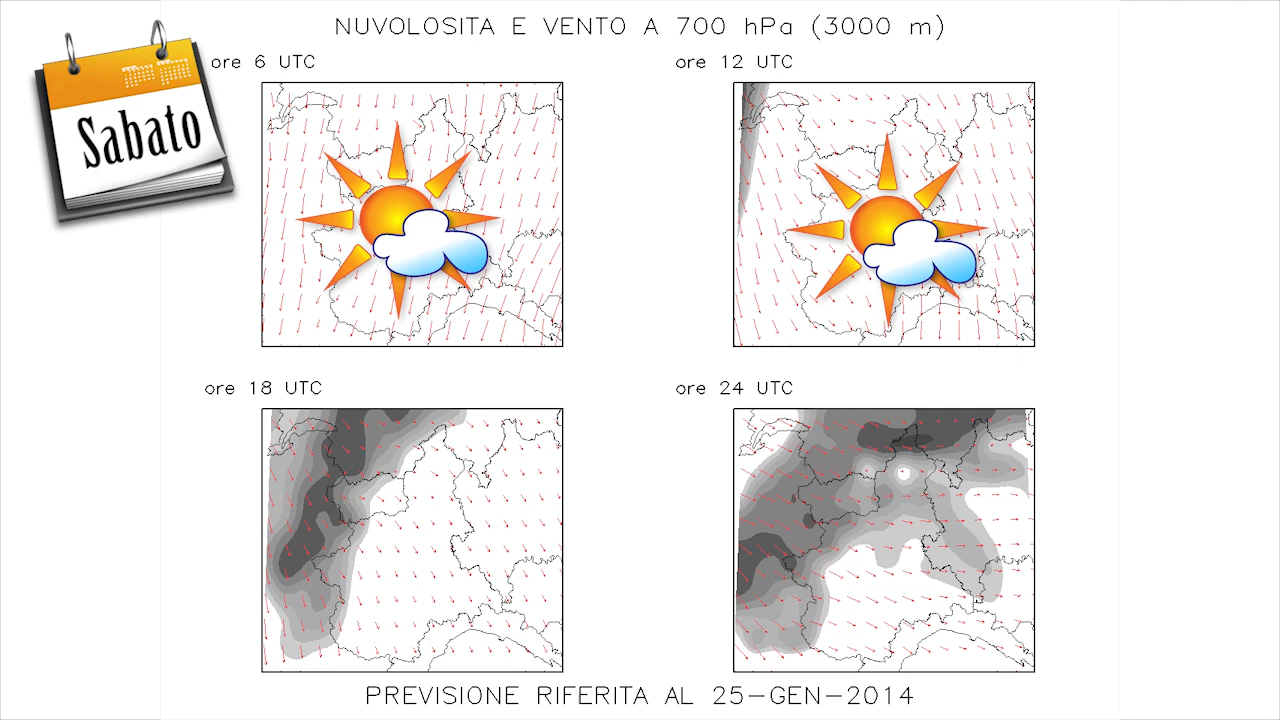 NUVOLOSITA E VENTO A 700 hPa (3000 m)
Sabato
ore 6 UTC
ore 12 UTC
ore 18 UTC
ore 24 UTC
PREVISIONE RIFERITA AL 25-GEN-2014